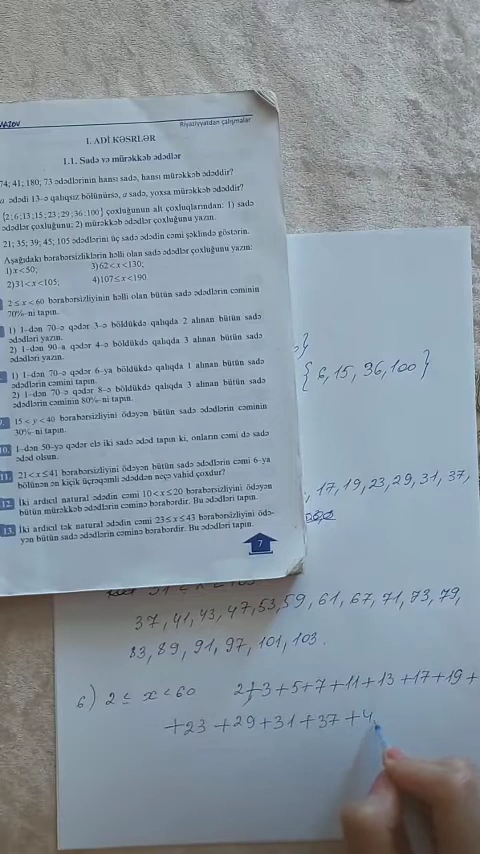 Riyaziyyatdan çalışmalar
I. ADİ KƏSRLƏR
1.1. Sadə və mürəkkəb ədədlər
74; 41; 180; 73 ədədlərinin hansı sadə, hansı mürəkkəb ədəddir?
a ədədi 13-ə qalıqsız bölünürsə, a sadə, yoxsa mürəkkəb ədəddir?
{2; 6; 13; 15; 23; 29; 36; 100} çoxluğunun alt çoxluqlarından: 1) sadə
ədədlər çoxluğunu; 2) mürəkkəb ədədlər çoxluğunu yazın.
21; 35; 39; 45; 105 ədədlərini üç sadə ədədin cəmi şəklində göstərin.
Aşağıdakı bərabərsizliklərin həlli olan sadə ədədlər çoxluğunu yazın:
1) x < 50; 3) 62 < x < 130;
2) 31 < x < 105; 4) 107 ≤ x < 190.
2 ≤ x < 60 bərabərsizliyinin həlli olan bütün sadə ədədlərin cəminin
70%-ni tapın.
1) 1-dən 70-ə qədər 3-ə böldükdə qalıqda 2 alınan bütün sadə
ədədləri yazın.
2) 1-dən 90-a qədər 4-ə böldükdə qalıqda 3 alınan bütün sadə
ədədləri yazın.
1) 1-dən 70-ə qədər 6-ya böldükdə qalıqda 1 alınan bütün sadə
ədədlərin cəmini tapın.
2) 1-dən 70-ə qədər 8-ə böldükdə qalıqda 3 alınan bütün sadə
ədədlərin cəminin 80%-ni tapın.
15 < y < 40 bərabərsizliyini ödəyən bütün sadə ədədlərin cəminin
30%-ni tapın.
10. 1-dən 50-yə qədər elə iki sadə ədəd tapın ki, onların cəmi də sadə
ədəd olsun.
11. 21 < x ≤ 41 bərabərsizliyini ödəyən bütün sadə ədədlərin cəmi 6-ya
bölünən ən kiçik üçrəqəmli ədəddən neçə vahid çoxdur?
12. İki ardıcıl natural ədədin cəmi 10 < x ≤ 20 bərabərsizliyini ödəyən
bütün mürəkkəb ədədlərin cəminə bərabərdir. Bu ədədləri tapın.
13. İki ardıcıl tək natural ədədin cəmi 23 ≤ x ≤ 43 bərabərsizliyini ödə-
yən bütün sadə ədədlərin cəminə bərabərdir. Bu ədədləri tapın.
7
}
{ 6, 15, 36, 100 }
, 17, 19, 23, 29, 31, 37,
37, 41, 43, 47, 53, 59, 61, 67, 71, 73, 79,
83, 89, 91, 97, 101, 103.
6) 2 ≤ x < 60 2+3+5+7+11+13+17+19+
+23+29+31+37+4